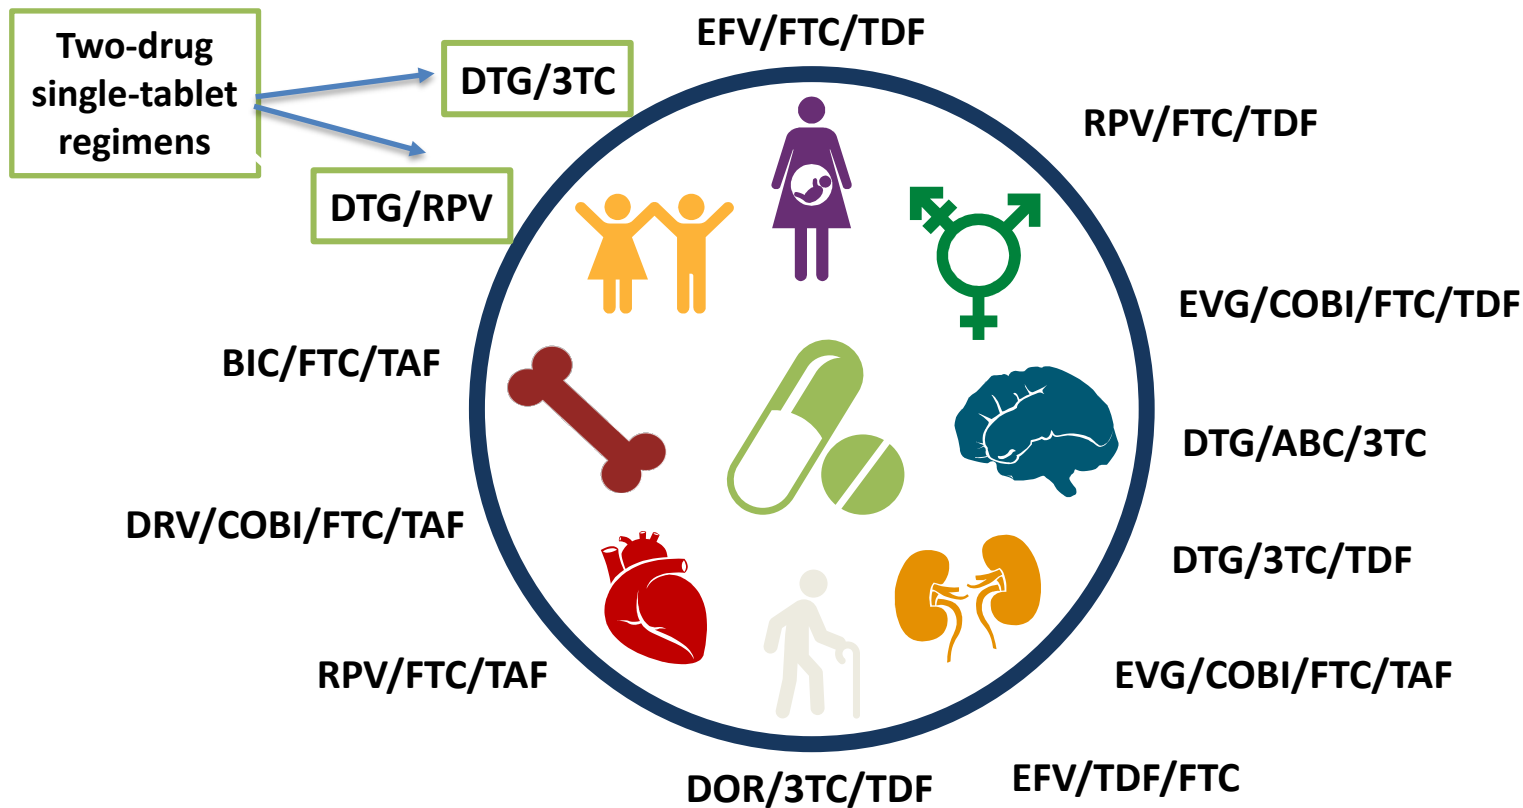 Two-drug
single-tablet
regimens
DTG/3TC
DTG/RPV
EFV/FTC/TDF
RPV/FTC/TDF
EVG/COBI/FTC/TDF
BIC/FTC/TAF
DTG/ABC/3TC
DRV/COBI/FTC/TAF
DTG/3TC/TDF
RPV/FTC/TAF
EVG/COBI/FTC/TAF
DOR/3TC/TDF
EFV/TDF/FTC